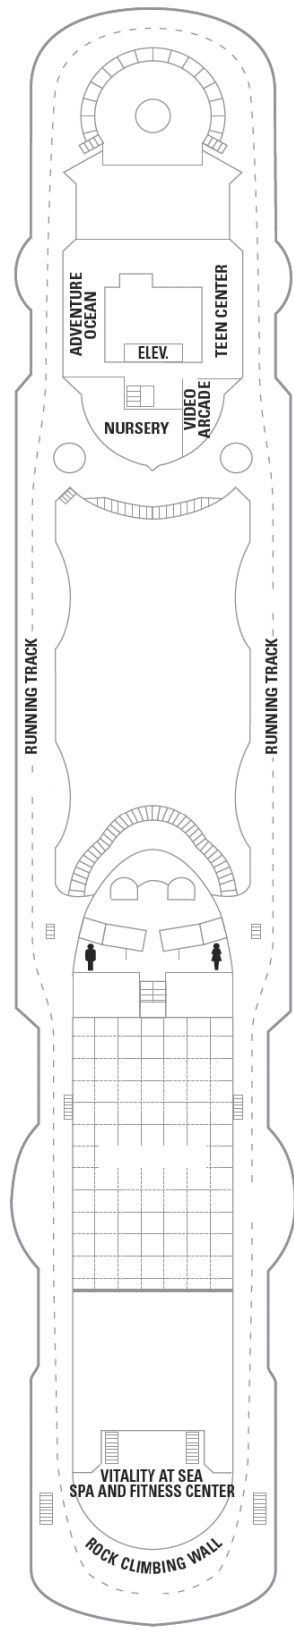 ADVENTURE
OCEAN
TEEN CENTER
ELEV.
VIDEO
ARCADE
NURSERY
RUNNING TRACK
RUNNING TRACK
VITALITY AT SEA
SPA AND FITNESS CENTER
ROCK CLIMBING WALL